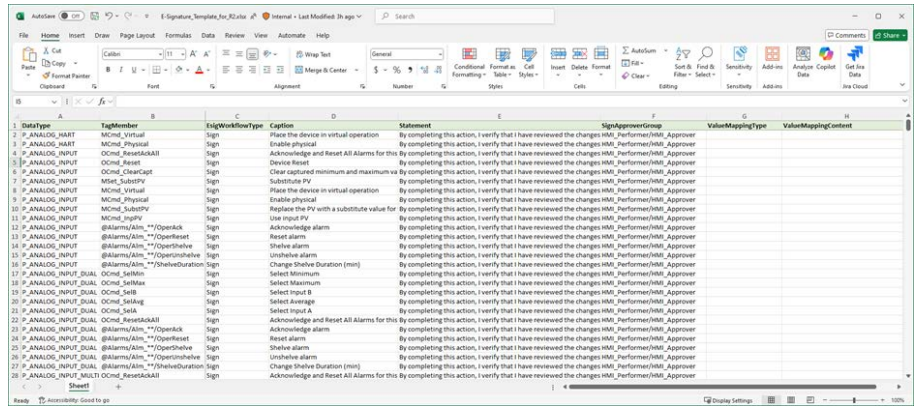 AutoSave Off E-Signature_Template_for_R2.xlsx Internal • Last Modified: 3h ago Search
File Home Insert Draw Page Layout Formulas Data Review View Automate Help Comments Share
Paste Cut Copy Format Painter Calibri 11 Wrap Text Merge & Center General Conditional Formatting Format as Table Cell Styles Insert Delete Format AutoSum Fill Clear Sort & Filter Find & Select Sensitivity Add-ins Analyze Data Copilot Get Jira Data
Clipboard Font Alignment Number Styles Cells Editing Sensitivity Add-ins Jira Cloud
fx
A B C D E F G H
1 DataType TagMember EsigWorkflowType Caption Statement SignApproverGroup ValueMappingType ValueMappingContent
2 P_ANALOG_HART MCmd_Virtual Sign Place the device in virtual operation By completing this action, I verify that I have reviewed the changes HMI_Performer/HMI_Approver
3 P_ANALOG_HART MCmd_Physical Sign Enable physical By completing this action, I verify that I have reviewed the changes HMI_Performer/HMI_Approver
4 P_ANALOG_INPUT OCmd_ResetAckAll Sign Acknowledge and Reset All Alarms for this By completing this action, I verify that I have reviewed the changes HMI_Performer/HMI_Approver
5 P_ANALOG_INPUT OCmd_Reset Sign Device Reset By completing this action, I verify that I have reviewed the changes HMI_Performer/HMI_Approver
6 P_ANALOG_INPUT OCmd_ClearCapt Sign Clear captured minimum and maximum va By completing this action, I verify that I have reviewed the changes HMI_Performer/HMI_Approver
7 P_ANALOG_INPUT MSet_SubstPV Sign Substitute PV By completing this action, I verify that I have reviewed the changes HMI_Performer/HMI_Approver
8 P_ANALOG_INPUT MCmd_Virtual Sign Place the device in virtual operation By completing this action, I verify that I have reviewed the changes HMI_Performer/HMI_Approver
9 P_ANALOG_INPUT MCmd_Physical Sign Enable physical By completing this action, I verify that I have reviewed the changes HMI_Performer/HMI_Approver
10 P_ANALOG_INPUT MCmd_SubstPV Sign Replace the PV with a substitute value for By completing this action, I verify that I have reviewed the changes HMI_Performer/HMI_Approver
11 P_ANALOG_INPUT MCmd_InpPV Sign Use input PV By completing this action, I verify that I have reviewed the changes HMI_Performer/HMI_Approver
12 P_ANALOG_INPUT @Alarms/Alm_**/OperAck Sign Acknowledge alarm By completing this action, I verify that I have reviewed the changes HMI_Performer/HMI_Approver
13 P_ANALOG_INPUT @Alarms/Alm_**/OperReset Sign Reset alarm By completing this action, I verify that I have reviewed the changes HMI_Performer/HMI_Approver
14 P_ANALOG_INPUT @Alarms/Alm_**/OperShelve Sign Shelve alarm By completing this action, I verify that I have reviewed the changes HMI_Performer/HMI_Approver
15 P_ANALOG_INPUT @Alarms/Alm_**/OperUnshelve Sign Unshelve alarm By completing this action, I verify that I have reviewed the changes HMI_Performer/HMI_Approver
16 P_ANALOG_INPUT @Alarms/Alm_**/ShelveDuration Sign Change Shelve Duration (min) By completing this action, I verify that I have reviewed the changes HMI_Performer/HMI_Approver
17 P_ANALOG_INPUT_DUAL OCmd_SelMin Sign Select Minimum By completing this action, I verify that I have reviewed the changes HMI_Performer/HMI_Approver
18 P_ANALOG_INPUT_DUAL OCmd_SelMax Sign Select Maximum By completing this action, I verify that I have reviewed the changes HMI_Performer/HMI_Approver
19 P_ANALOG_INPUT_DUAL OCmd_SelB Sign Select Input B By completing this action, I verify that I have reviewed the changes HMI_Performer/HMI_Approver
20 P_ANALOG_INPUT_DUAL OCmd_SelAvg Sign Select Average By completing this action, I verify that I have reviewed the changes HMI_Performer/HMI_Approver
21 P_ANALOG_INPUT_DUAL OCmd_SelA Sign Select Input A By completing this action, I verify that I have reviewed the changes HMI_Performer/HMI_Approver
22 P_ANALOG_INPUT_DUAL OCmd_ResetAckAll Sign Acknowledge and Reset All Alarms for this By completing this action, I verify that I have reviewed the changes HMI_Performer/HMI_Approver
23 P_ANALOG_INPUT_DUAL @Alarms/Alm_**/OperAck Sign Acknowledge alarm By completing this action, I verify that I have reviewed the changes HMI_Performer/HMI_Approver
24 P_ANALOG_INPUT_DUAL @Alarms/Alm_**/OperReset Sign Reset alarm By completing this action, I verify that I have reviewed the changes HMI_Performer/HMI_Approver
25 P_ANALOG_INPUT_DUAL @Alarms/Alm_**/OperShelve Sign Shelve alarm By completing this action, I verify that I have reviewed the changes HMI_Performer/HMI_Approver
26 P_ANALOG_INPUT_DUAL @Alarms/Alm_**/OperUnshelve Sign Unshelve alarm By completing this action, I verify that I have reviewed the changes HMI_Performer/HMI_Approver
27 P_ANALOG_INPUT_DUAL @Alarms/Alm_**/ShelveDuration Sign Change Shelve Duration (min) By completing this action, I verify that I have reviewed the changes HMI_Performer/HMI_Approver
28 P_ANALOG_INPUT_MULTI OCmd_ResetAckAll Sign Acknowledge and Reset All Alarms for this By completing this action, I verify that I have reviewed the changes HMI_Performer/HMI_Approver
Sheet1
Ready Accessibility: Good to go Display Settings 100%